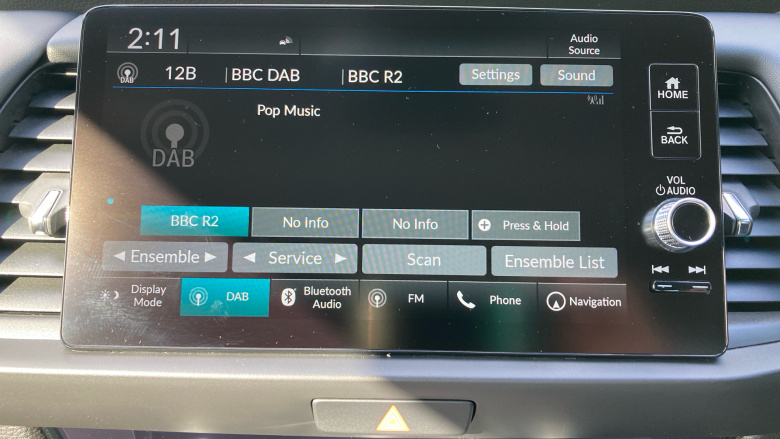 2:11
Audio
Source
DAB 12B BBC DAB BBC R2 Settings Sound
Pop Music
DAB
HOME
BACK
VOL
AUDIO
BBC R2 No Info No Info Press & Hold
Ensemble Service Scan Ensemble List
Display
Mode
DAB
Bluetooth
Audio
FM
Phone
Navigation